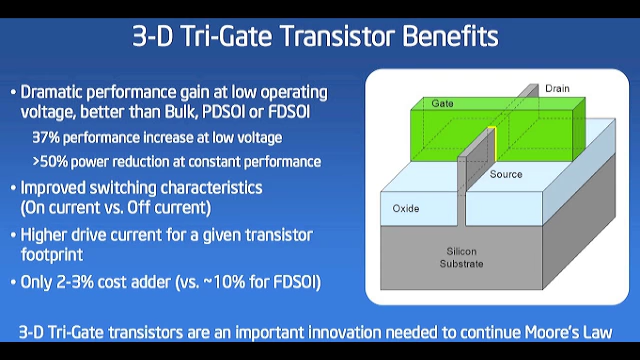 3-D Tri-Gate Transistor Benefits
• Dramatic performance gain at low operating
voltage, better than Bulk, PDSOI or FDSOI
37% performance increase at low voltage
>50% power reduction at constant performance
• Improved switching characteristics
(On current vs. Off current)
• Higher drive current for a given transistor
footprint
• Only 2-3% cost adder (vs. ~10% for FDSOI)
Drain
Gate
Source
Oxide
Silicon
Substrate
3-D Tri-Gate transistors are an important innovation needed to continue Moore's Law